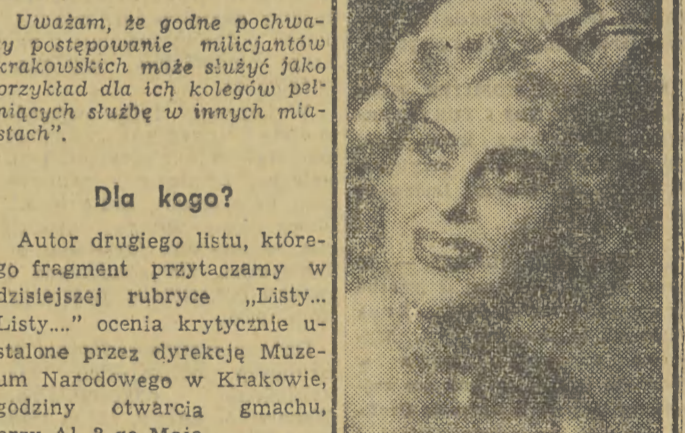 Uważam, że godne pochwa-
y postępowanie milicjantów
krakowskich może służyć jako
przykład dla ich kolegów peł-
niących służbę w innych mia-
stach”.
Dla kogo?
Autor drugiego listu, które-
go fragment przytaczamy w
dzisiejszej rubryce „Listy...
Listy....” ocenia krytycznie u-
stalone przez dyrekcję Muze-
um Narodowego w Krakowie,
godziny otwarcia gmachu,